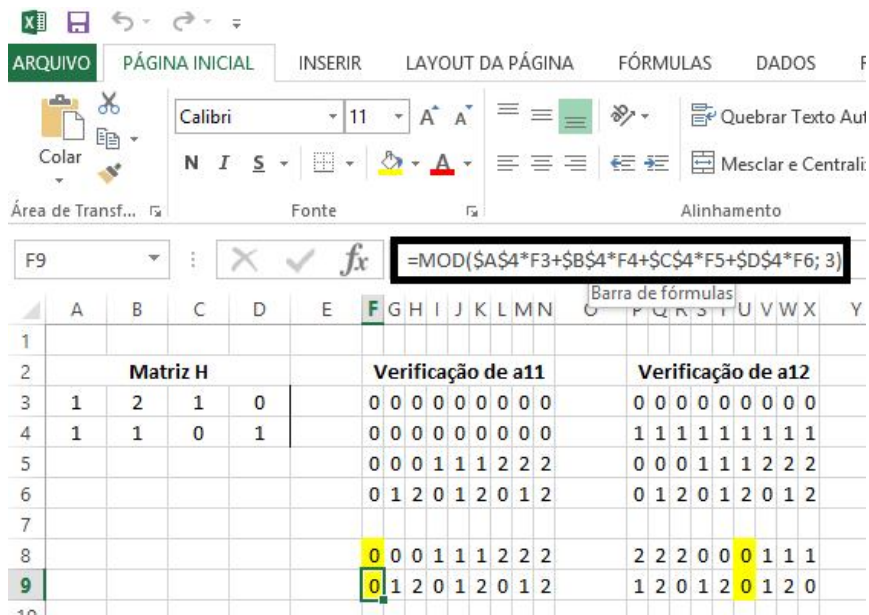 ARQUIVO PÁGINA INICIAL INSERIR LAYOUT DA PÁGINA FÓRMULAS DADOS
Calibri 11 A A Quebrar Texto Aut
Colar N I S A Mesclar e Centrali
Área de Transf... Fonte Alinhamento
F9 fx =MOD($A$4*F3+$B$4*F4+$C$4*F5+$D$4*F6; 3)
Barra de fórmulas
A B C D E F G H I J K L M N O P Q R S T U V W X Y
1
2 Matriz H Verificação de a11 Verificação de a12
3 1 2 1 0 0 0 0 0 0 0 0 0 0 0 0 0 0 0 0 0 0 0
4 1 1 0 1 0 0 0 0 0 0 0 0 0 1 1 1 1 1 1 1 1 1
5 0 0 0 1 1 1 2 2 2 0 0 0 1 1 1 2 2 2
6 0 1 2 0 1 2 0 1 2 0 1 2 0 1 2 0 1 2
7
8 0 0 0 1 1 1 2 2 2 2 2 2 0 0 0 1 1 1
9 0 1 2 0 1 2 0 1 2 1 2 0 1 2 0 1 2 0
10